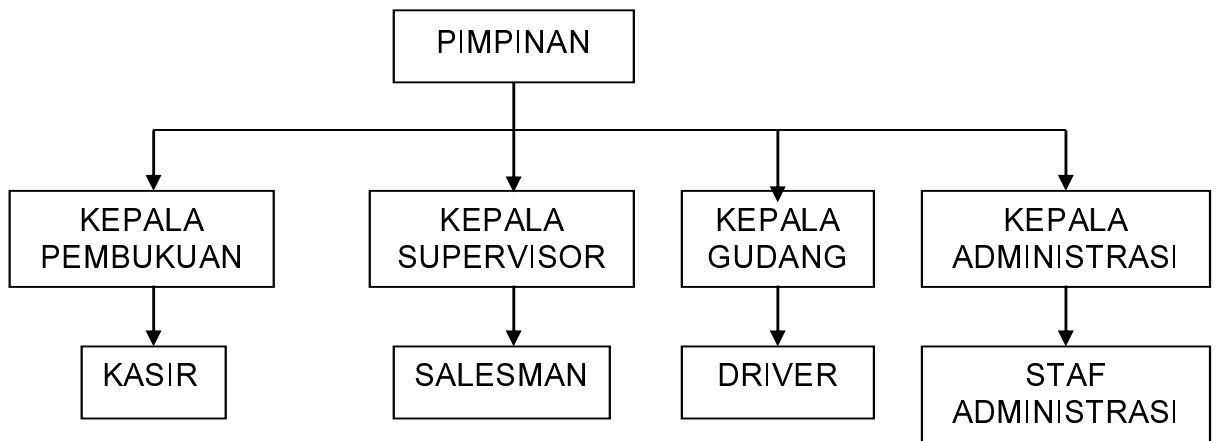 PIMPINAN
KEPALA
PEMBUKUAN
KEPALA
SUPERVISOR
KEPALA
GUDANG
KEPALA
ADMINISTRASI
KASIR
SALESMAN
DRIVER
STAF
ADMINISTRASI